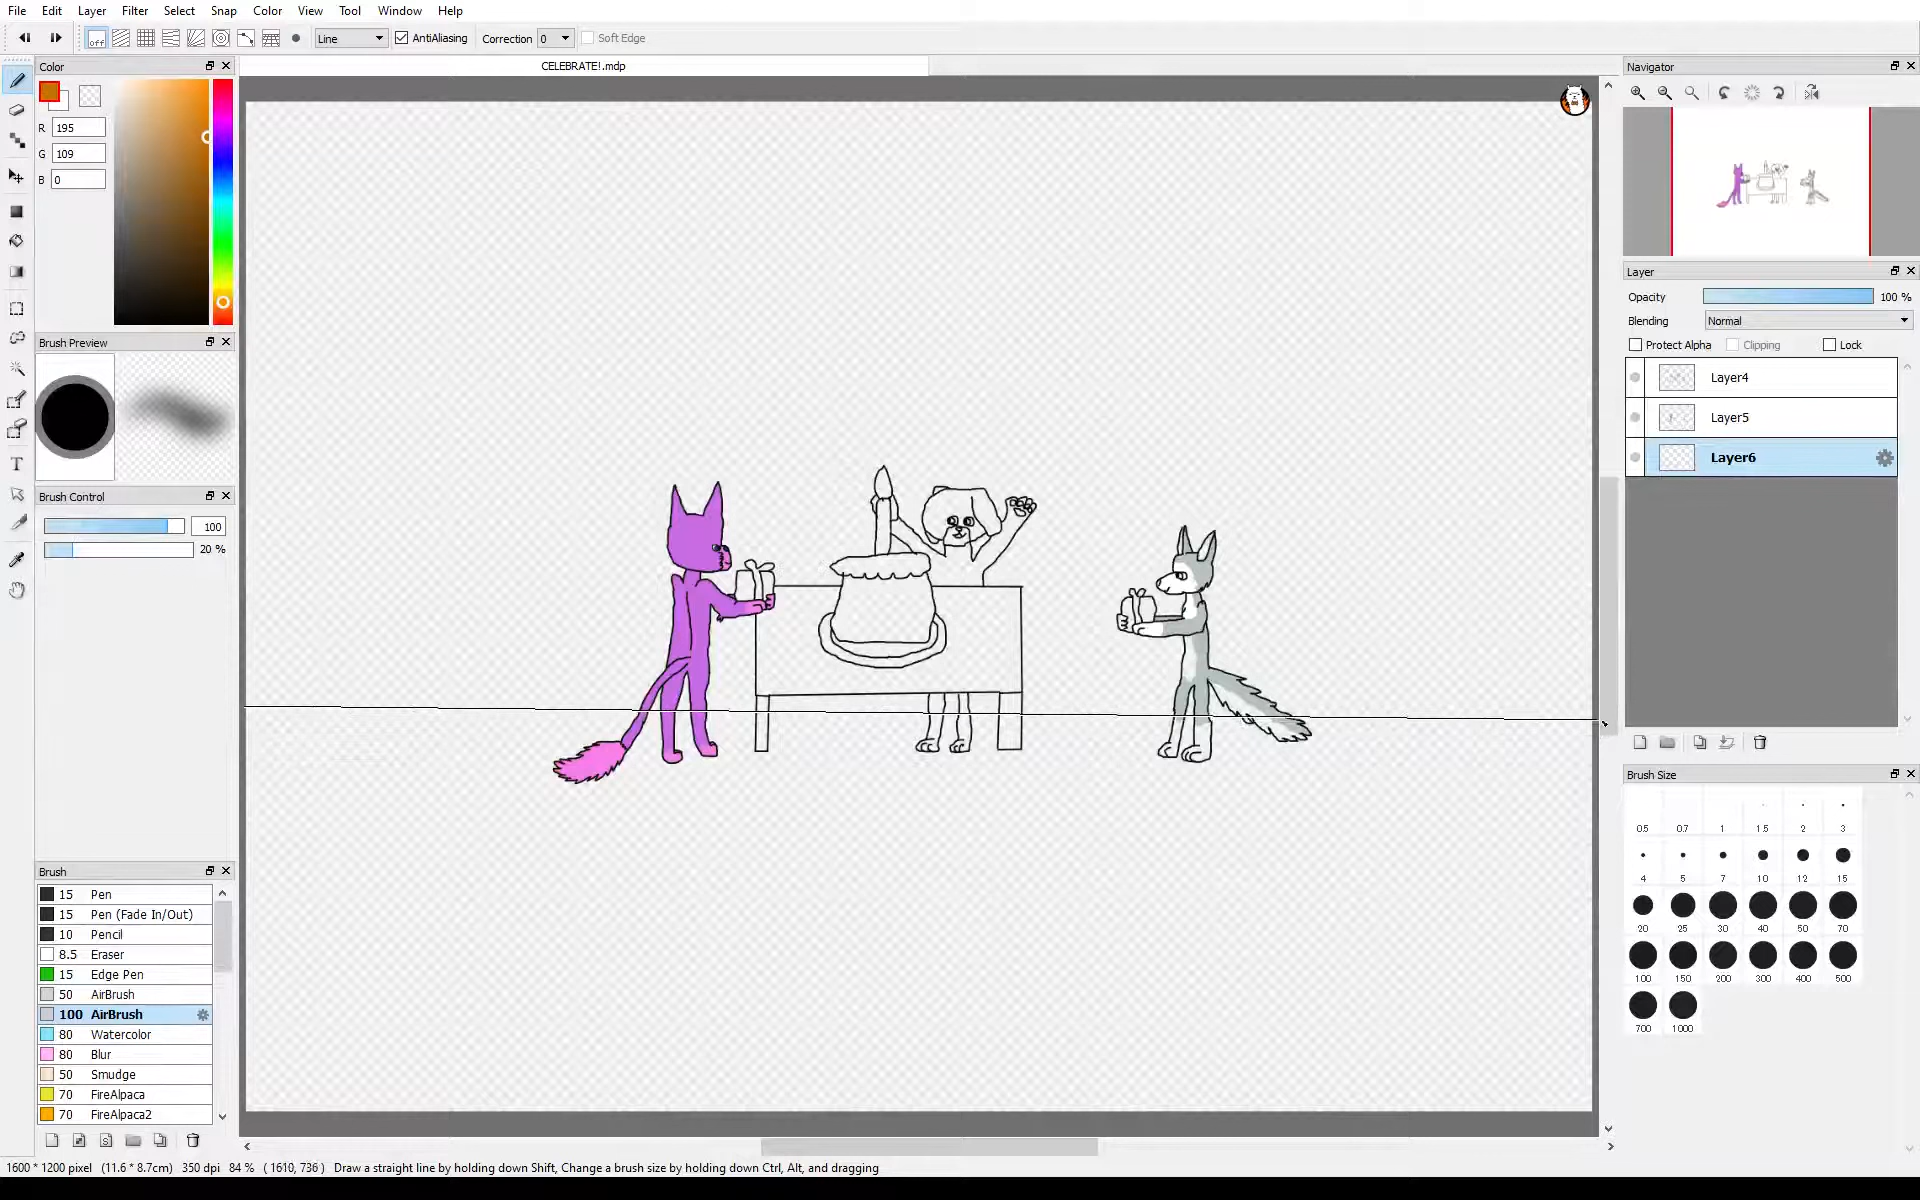 File Edit Layer Filter Select Snap Color View Tool Window Help
off Line AntiAliasing Correction 0 Soft Edge
Color
CELEBRATE!.mdp
Navigator
R 195
G 109
B 0
Layer
Opacity 100 %
Blending Normal
Protect Alpha Clipping Lock
Layer4
Layer5
Layer6
Brush Preview
Brush Control
100
20 %
Brush Size
0.5 0.7 1 1.5 2 3
4 5 7 10 12 15
20 25 30 40 50 70
100 150 200 300 400 500
700 1000
Brush
15 Pen
15 Pen (Fade In/Out)
10 Pencil
8.5 Eraser
15 Edge Pen
50 AirBrush
100 AirBrush
80 Watercolor
80 Blur
50 Smudge
70 FireAlpaca
70 FireAlpaca2
1600 * 1200 pixel (11.6 * 8.7cm) 350 dpi 84 % ( 1610, 736 ) Draw a straight line by holding down Shift, Change a brush size by holding down Ctrl, Alt, and dragging